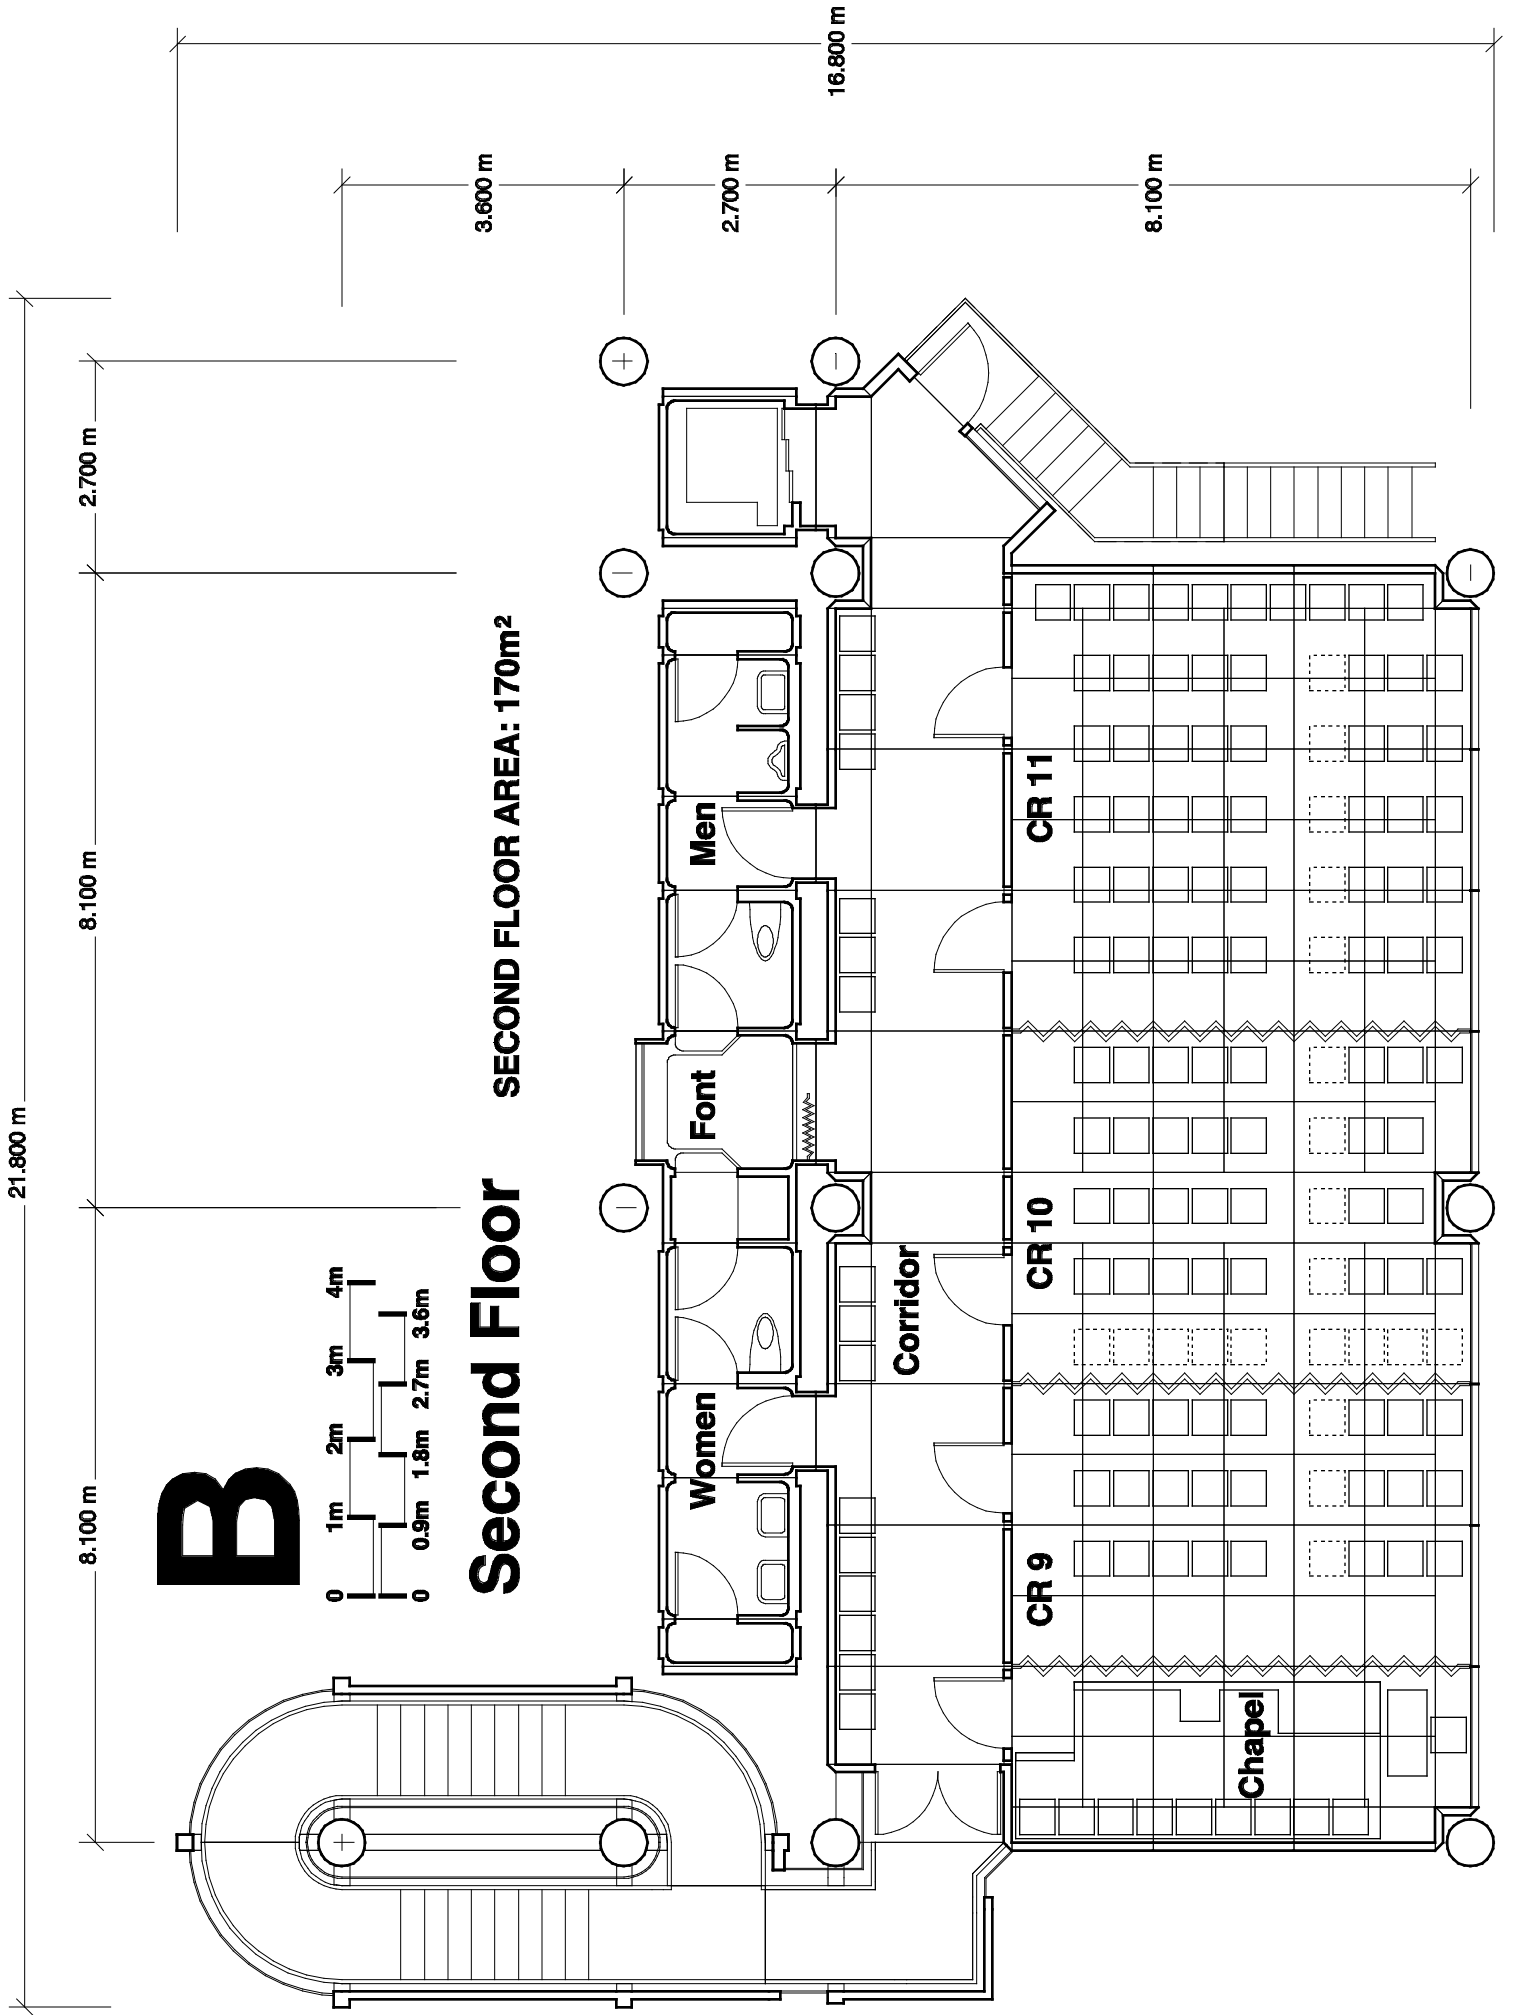 B
0 1m 2m 3m 4m
0 0.9m 1.8m 2.7m 3.6m
Second Floor
SECOND FLOOR AREA: 170m²
21.800 m
8.100 m
8.100 m
2.700 m
16.800 m
3.600 m
2.700 m
8.100 m
Women
Font
Men
Corridor
Chapel
CR 9
CR 10
CR 11